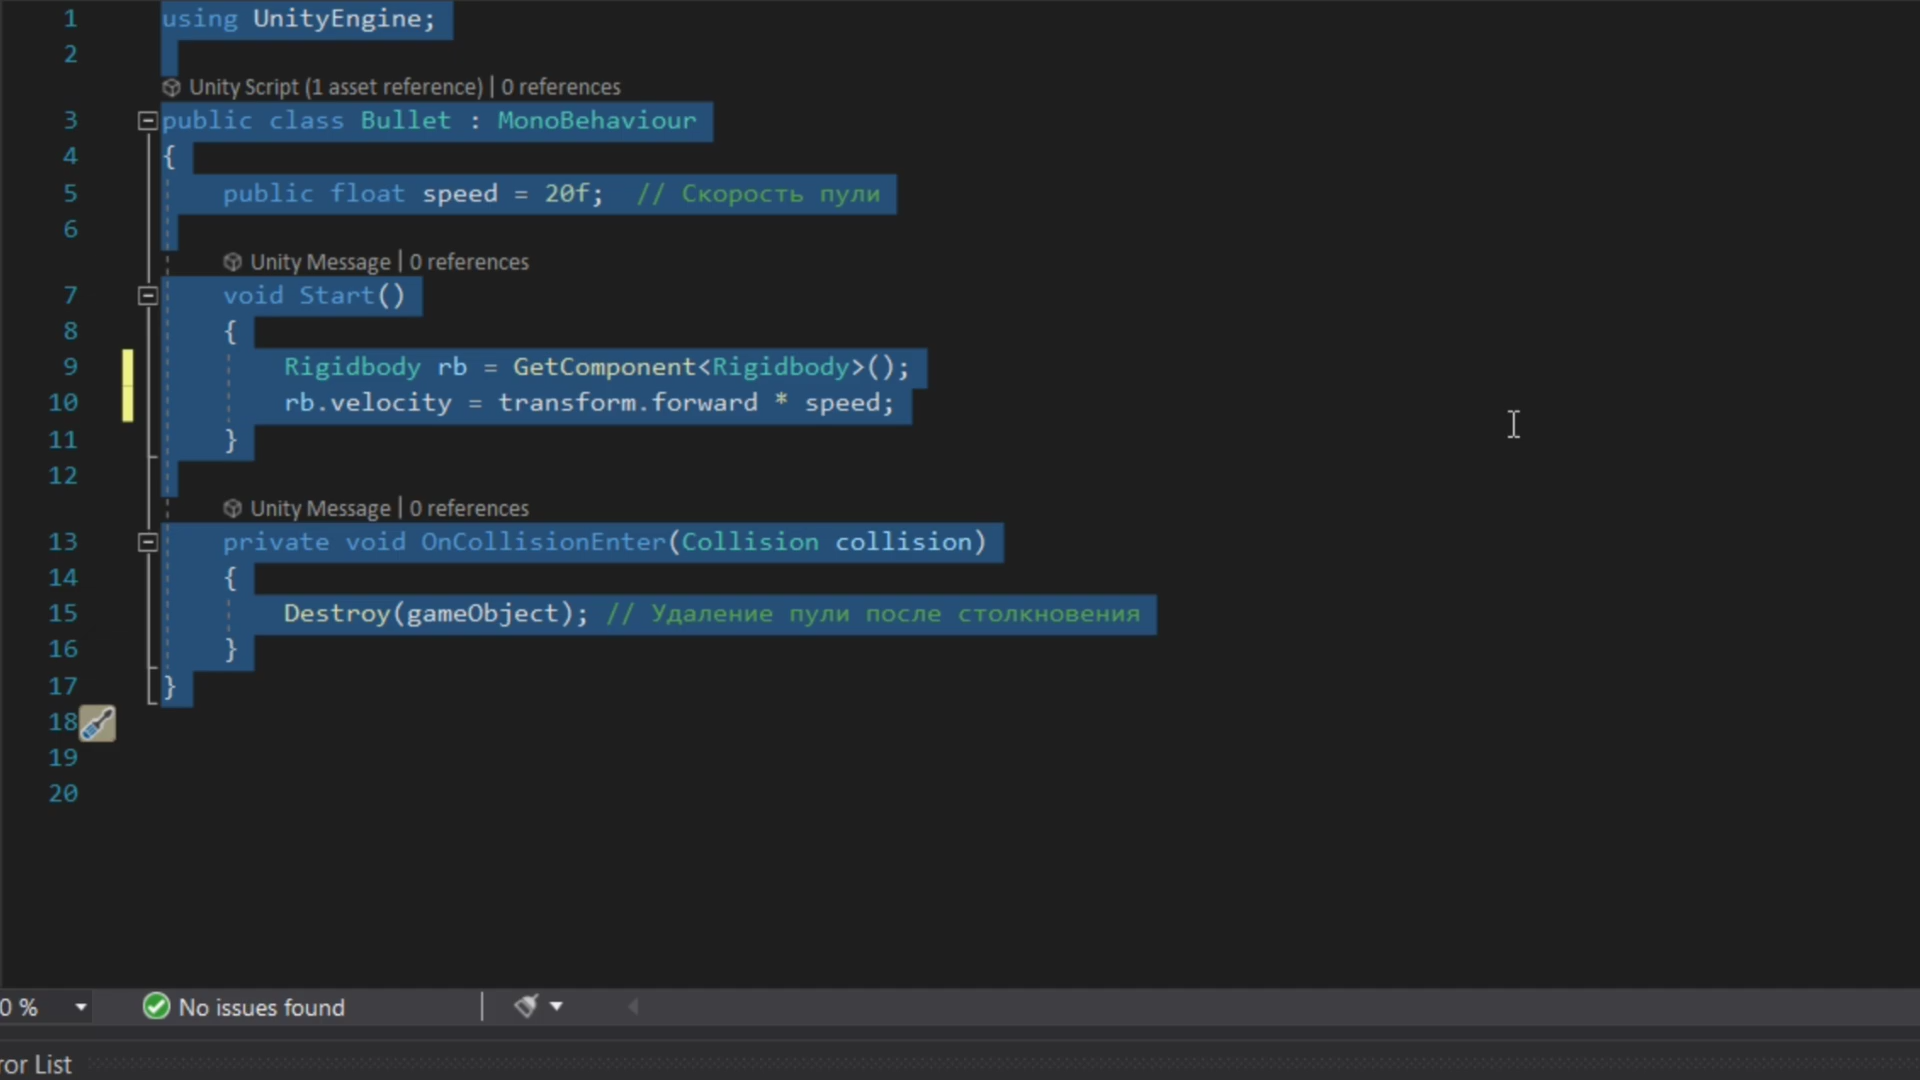 1 using UnityEngine;
2
Unity Script (1 asset reference) | 0 references
3 public class Bullet : MonoBehaviour
4 {
5 public float speed = 20f; // Скорость пули
6
Unity Message | 0 references
7 void Start()
8 {
9 Rigidbody rb = GetComponent<Rigidbody>();
10 rb.velocity = transform.forward * speed;
11 }
12
Unity Message | 0 references
13 private void OnCollisionEnter(Collision collision)
14 {
15 Destroy(gameObject); // Удаление пули после столкновения
16 }
17 }
18
19
20
0 % No issues found
ror List